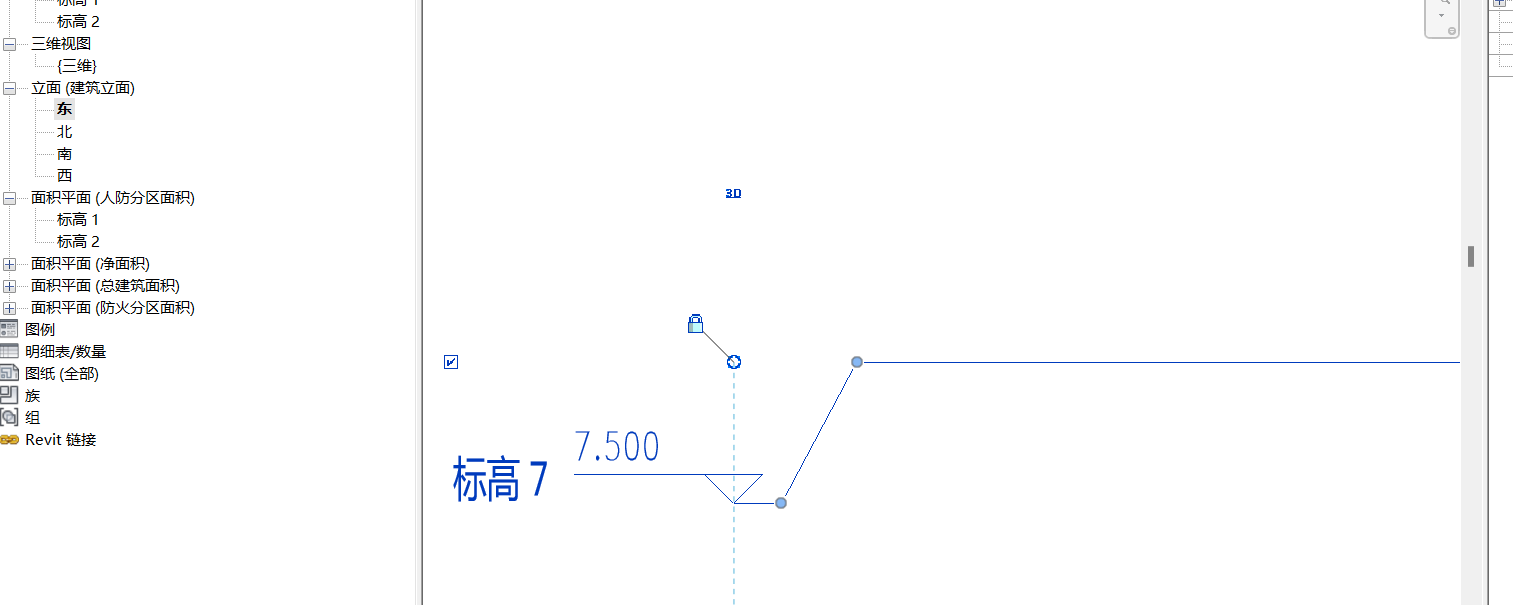 标高 1
标高 2
三维视图
{三维}
立面 (建筑立面)
东
北
南
西
面积平面 (人防分区面积)
标高 1
标高 2
面积平面 (净面积)
面积平面 (总建筑面积)
面积平面 (防火分区面积)
图例
明细表/数量
图纸 (全部)
族
组
Revit 链接
3D
7.500
标高 7